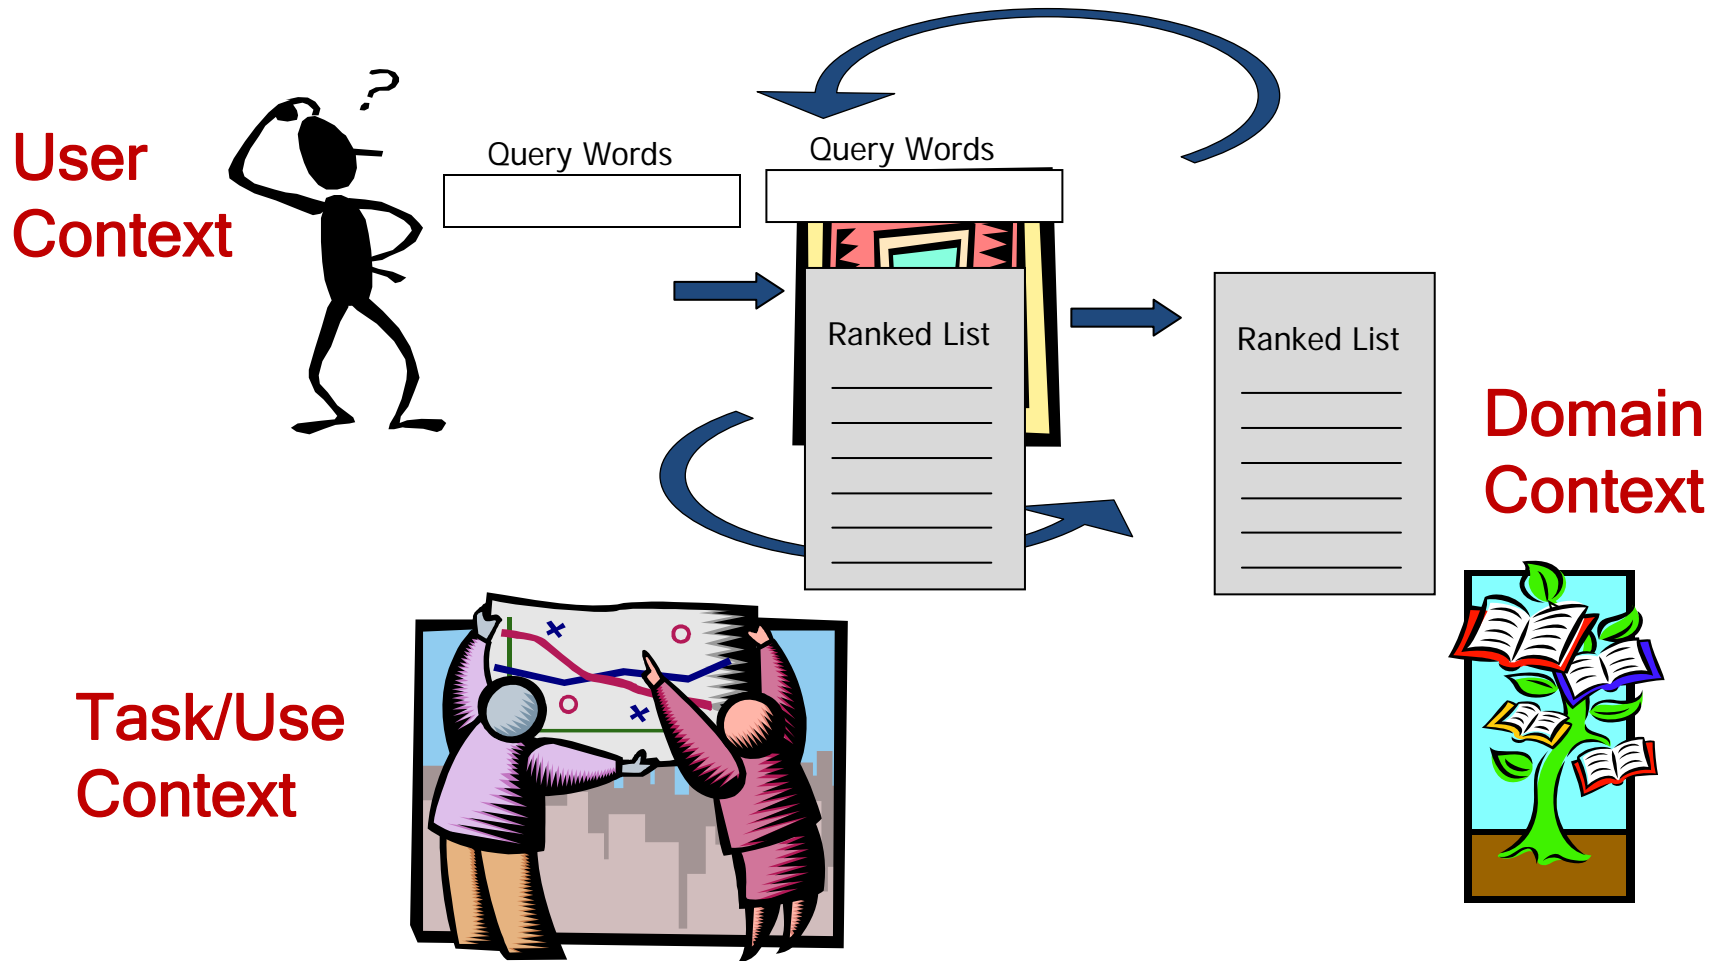 ?
User
Context
Query Words
Query Words
Ranked List
Ranked List
Domain
Context
Task/Use
Context